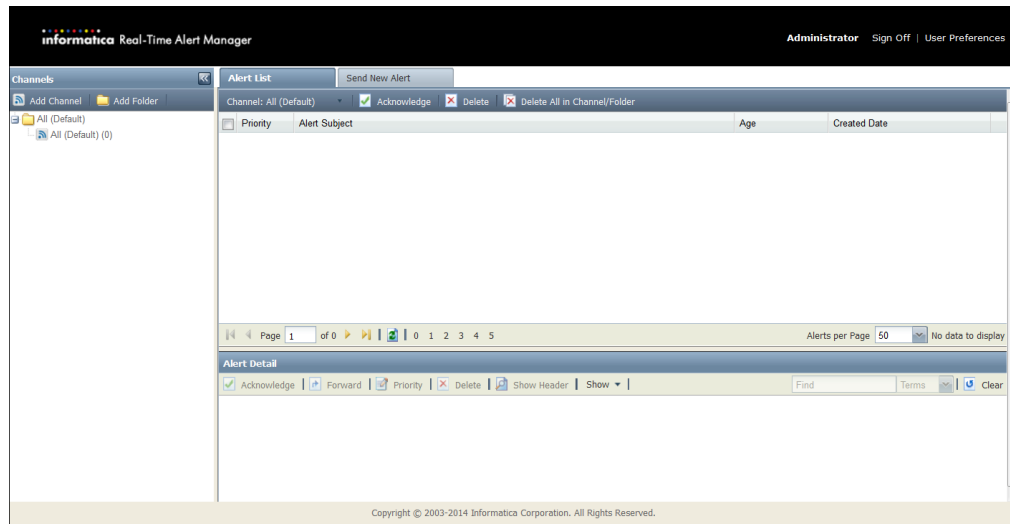 informatica Real-Time Alert Manager
Administrator Sign Off | User Preferences
Channels
Add Channel Add Folder
All (Default)
All (Default) (0)
Alert List Send New Alert
Channel: All (Default) Acknowledge Delete Delete All in Channel/Folder
Priority Alert Subject Age Created Date
Page 1 of 0 0 1 2 3 4 5 Alerts per Page 50 No data to display
Alert Detail
Acknowledge Forward Priority Delete Show Header Show Find Terms Clear
Copyright © 2003-2014 Informatica Corporation. All Rights Reserved.